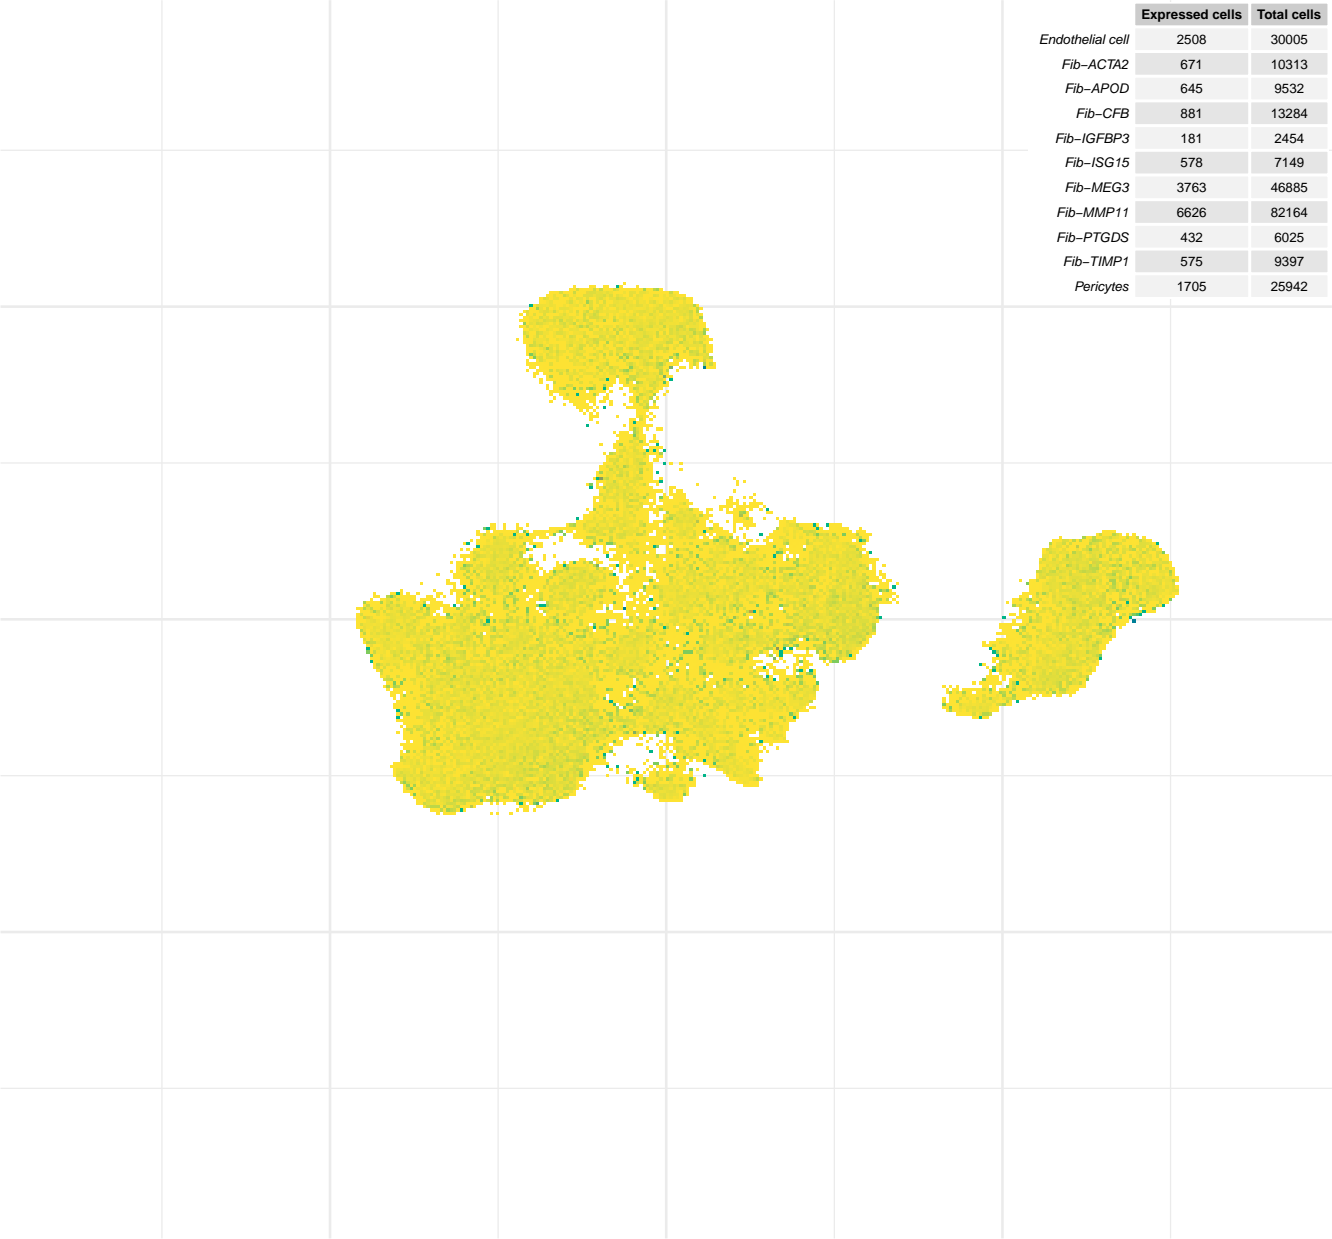 Expressed cells Total cells
Endothelial cell 2508 30005
Fib−ACTA2 671 10313
Fib−APOD 645 9532
Fib−CFB 881 13284
Fib−IGFBP3 181 2454
Fib−ISG15 578 7149
Fib−MEG3 3763 46885
Fib−MMP11 6626 82164
Fib−PTGDS 432 6025
Fib−TIMP1 575 9397
Pericytes 1705 25942